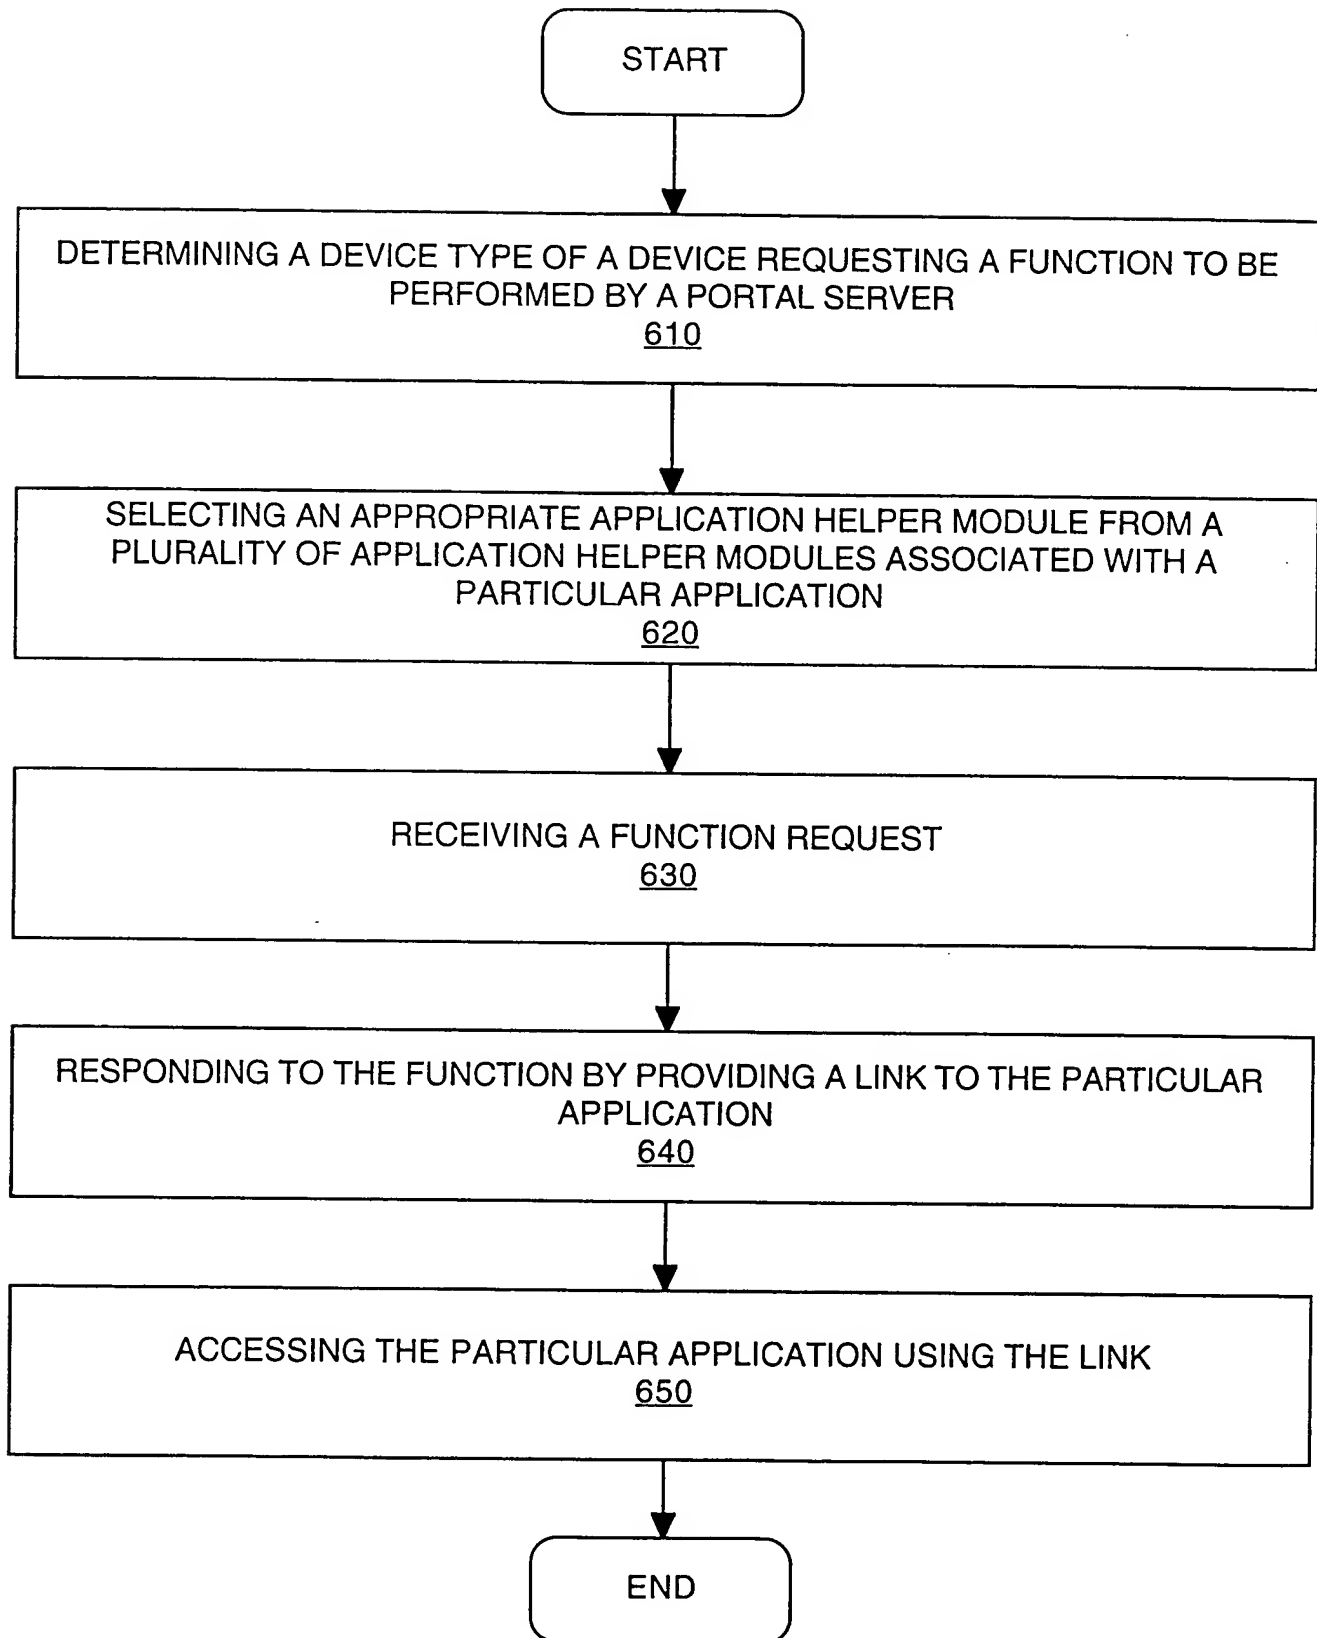 START
DETERMINING A DEVICE TYPE OF A DEVICE REQUESTING A FUNCTION TO BE
PERFORMED BY A PORTAL SERVER
610
SELECTING AN APPROPRIATE APPLICATION HELPER MODULE FROM A
PLURALITY OF APPLICATION HELPER MODULES ASSOCIATED WITH A
PARTICULAR APPLICATION
620
RECEIVING A FUNCTION REQUEST
630
RESPONDING TO THE FUNCTION BY PROVIDING A LINK TO THE PARTICULAR
APPLICATION
640
ACCESSING THE PARTICULAR APPLICATION USING THE LINK
650
END